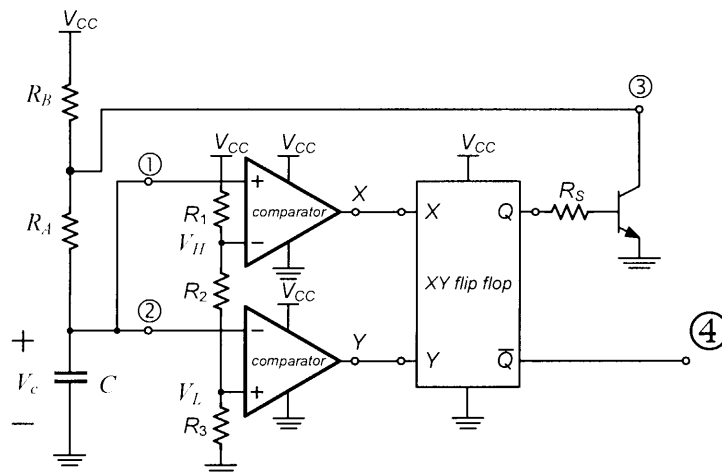 V_CC
R_B
③
①
V_CC
V_CC
V_CC
+
comparator
X
X
Q
R_S
R_1
V_H
−
R_A
R_2
XY flip flop
②
V_CC
−
comparator
Y
Y
Q̅
④
+
V_c
C
V_L
+
−
R_3